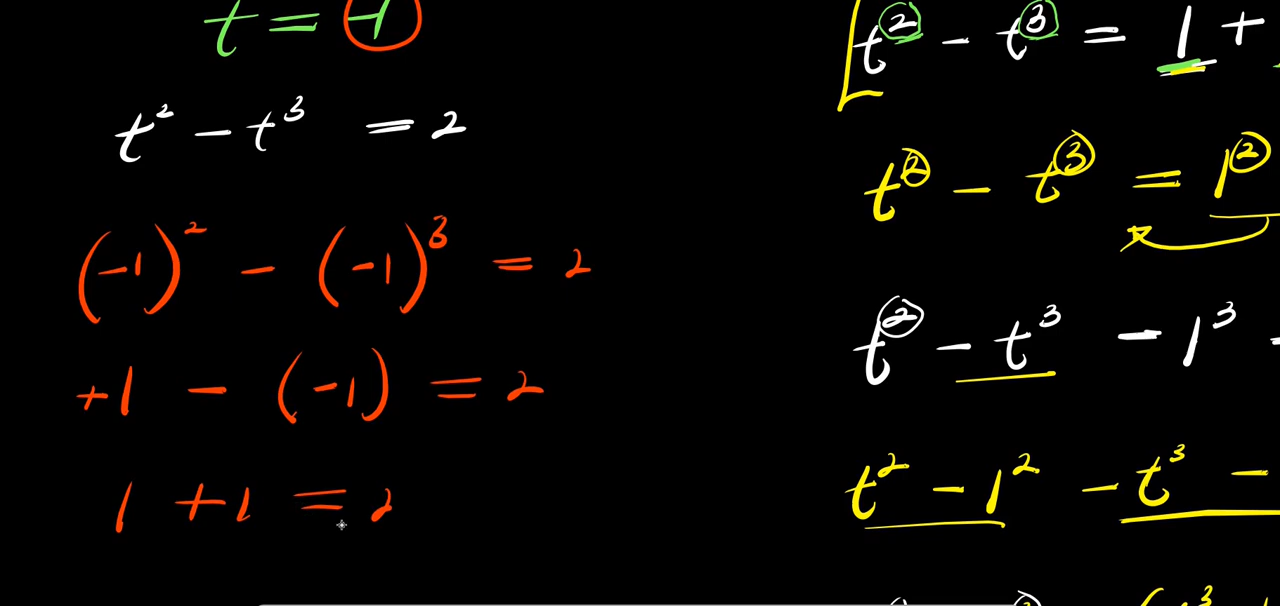 t = -1
t² - t³ = 2
(-1)² - (-1)³ = 2
+1 - (-1) = 2
1 + 1 = 2
t² - t³ = 1 +
t² - t³ = 1²
t² - t³ - 1³
t² - 1² - t³ -